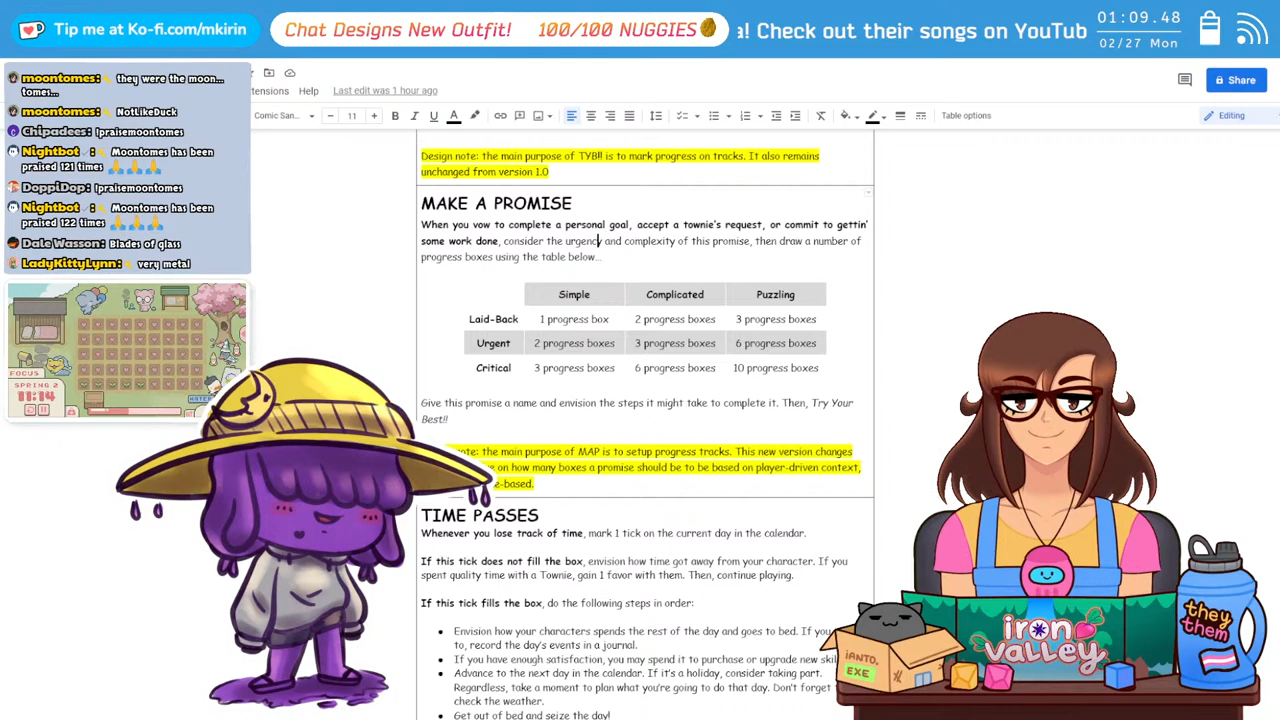 Tip me at Ko-fi.com/mkirin
Chat Designs New Outfit! 100/100 NUGGIES
a! Check out their songs on YouTub
01:09.48
02/27 Mon
moontomes: they were the moon...
tomes...
moontomes: NotLikeDuck
Chipadees: !praisemoontomes
Nightbot: Moontomes has been
praised 121 times
DoppiDop: !praisemoontomes
Nightbot: Moontomes has been
praised 122 times
Dale Wasson: Blades of glass
LadyKittyLynn: very metal
FOCUS
SPRING 2
11:14
tensions Help Last edit was 1 hour ago
Share
Comic San... 11
Table options
Editing
Design note: the main purpose of TYB!! is to mark progress on tracks. It also remains
unchanged from version 1.0
MAKE A PROMISE
When you vow to complete a personal goal, accept a townie's request, or commit to gettin'
some work done, consider the urgency and complexity of this promise, then draw a number of
progress boxes using the table below...
Simple Complicated Puzzling
Laid-Back 1 progress box 2 progress boxes 3 progress boxes
Urgent 2 progress boxes 3 progress boxes 6 progress boxes
Critical 3 progress boxes 6 progress boxes 10 progress boxes
Give this promise a name and envision the steps it might take to complete it. Then, Try Your
Best!!
note: the main purpose of MAP is to setup progress tracks. This new version changes
on how many boxes a promise should be to be based on player-driven context,
e-based.
TIME PASSES
Whenever you lose track of time, mark 1 tick on the current day in the calendar.
If this tick does not fill the box, envision how time got away from your character. If you
spent quality time with a Townie, gain 1 favor with them. Then, continue playing.
If this tick fills the box, do the following steps in order:
● Envision how your characters spends the rest of the day and goes to bed. If you
to, record the day's events in a journal.
● If you have enough satisfaction, you may spend it to purchase or upgrade new skil
● Advance to the next day in the calendar. If it's a holiday, consider taking part.
Regardless, take a moment to plan what you're going to do that day. Don't forget
check the weather.
● Get out of bed and seize the day!
iANTO.
EXE
iron
valley
they
them